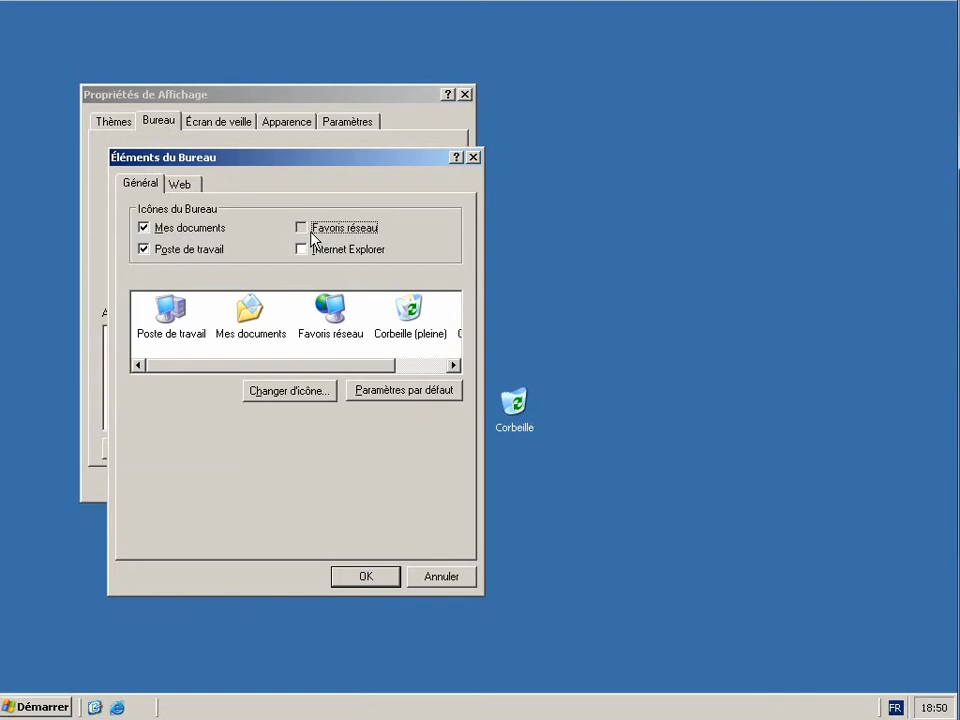 Propriétés de Affichage
Thèmes Bureau Écran de veille Apparence Paramètres
Éléments du Bureau
Général Web
Icônes du Bureau
Mes documents Favoris réseau
Poste de travail Internet Explorer
Poste de travail Mes documents Favoris réseau Corbeille (pleine)
Changer d'icône... Paramètres par défaut
Corbeille
OK Annuler
Démarrer FR 18:50